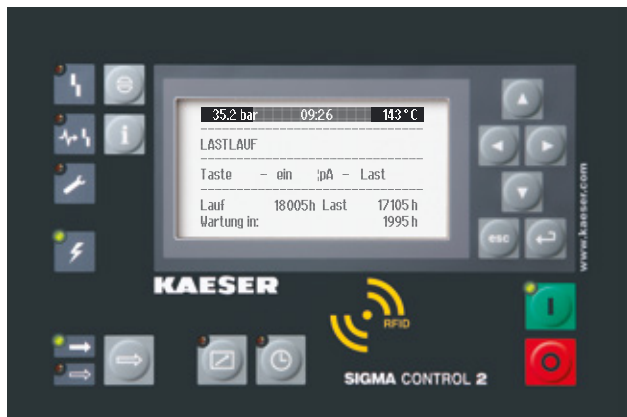 35.2 bar 09:26 143°C
LASTLAUF
Taste - ein ¦pA - Last
Lauf 18005h Last 17105h
Wartung in: 1995h
esc
www.kaeser.com
KAESER
RFID
I
SIGMA CONTROL 2